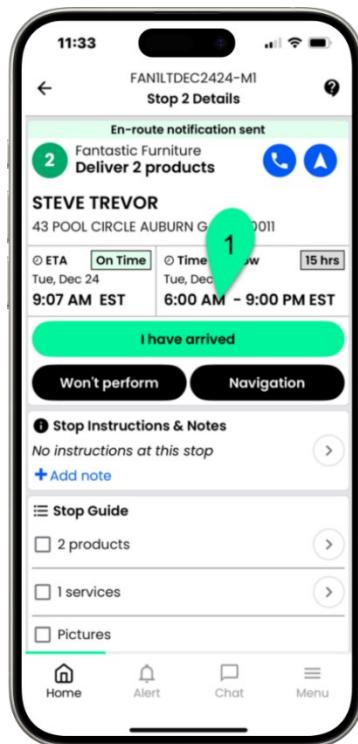 11:33
FAN1LTDEC2424-M1
Stop 2 Details
En-route notification sent
2
Fantastic Furniture
Deliver 2 products
STEVE TREVOR
43 POOL CIRCLE AUBURN
ETA On Time
Tue, Dec 24
9:07 AM EST
15 hrs
Tue,
6:00 AM - 9:00 PM EST
1
I have arrived
Won't perform
Navigation
Stop Instructions & Notes
No instructions at this stop
+Add note
Stop Guide
2 products
1 services
Pictures
Home
Alert
Chat
Menu